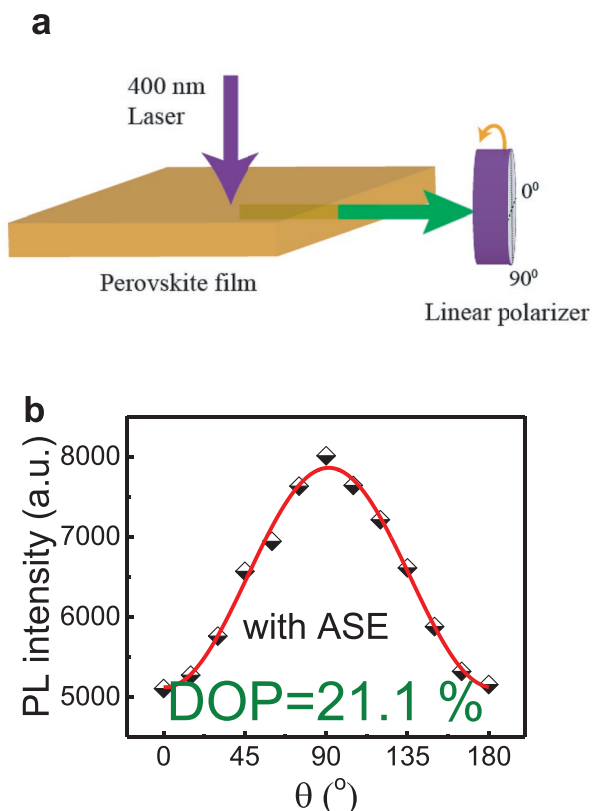 a
400 nm
Laser
0⁰
90⁰
Perovskite film
Linear polarizer
b
PL intensity (a.u.)
8000
7000
6000
5000
with ASE
DOP=21.1 %
0 45 90 135 180
θ (°)